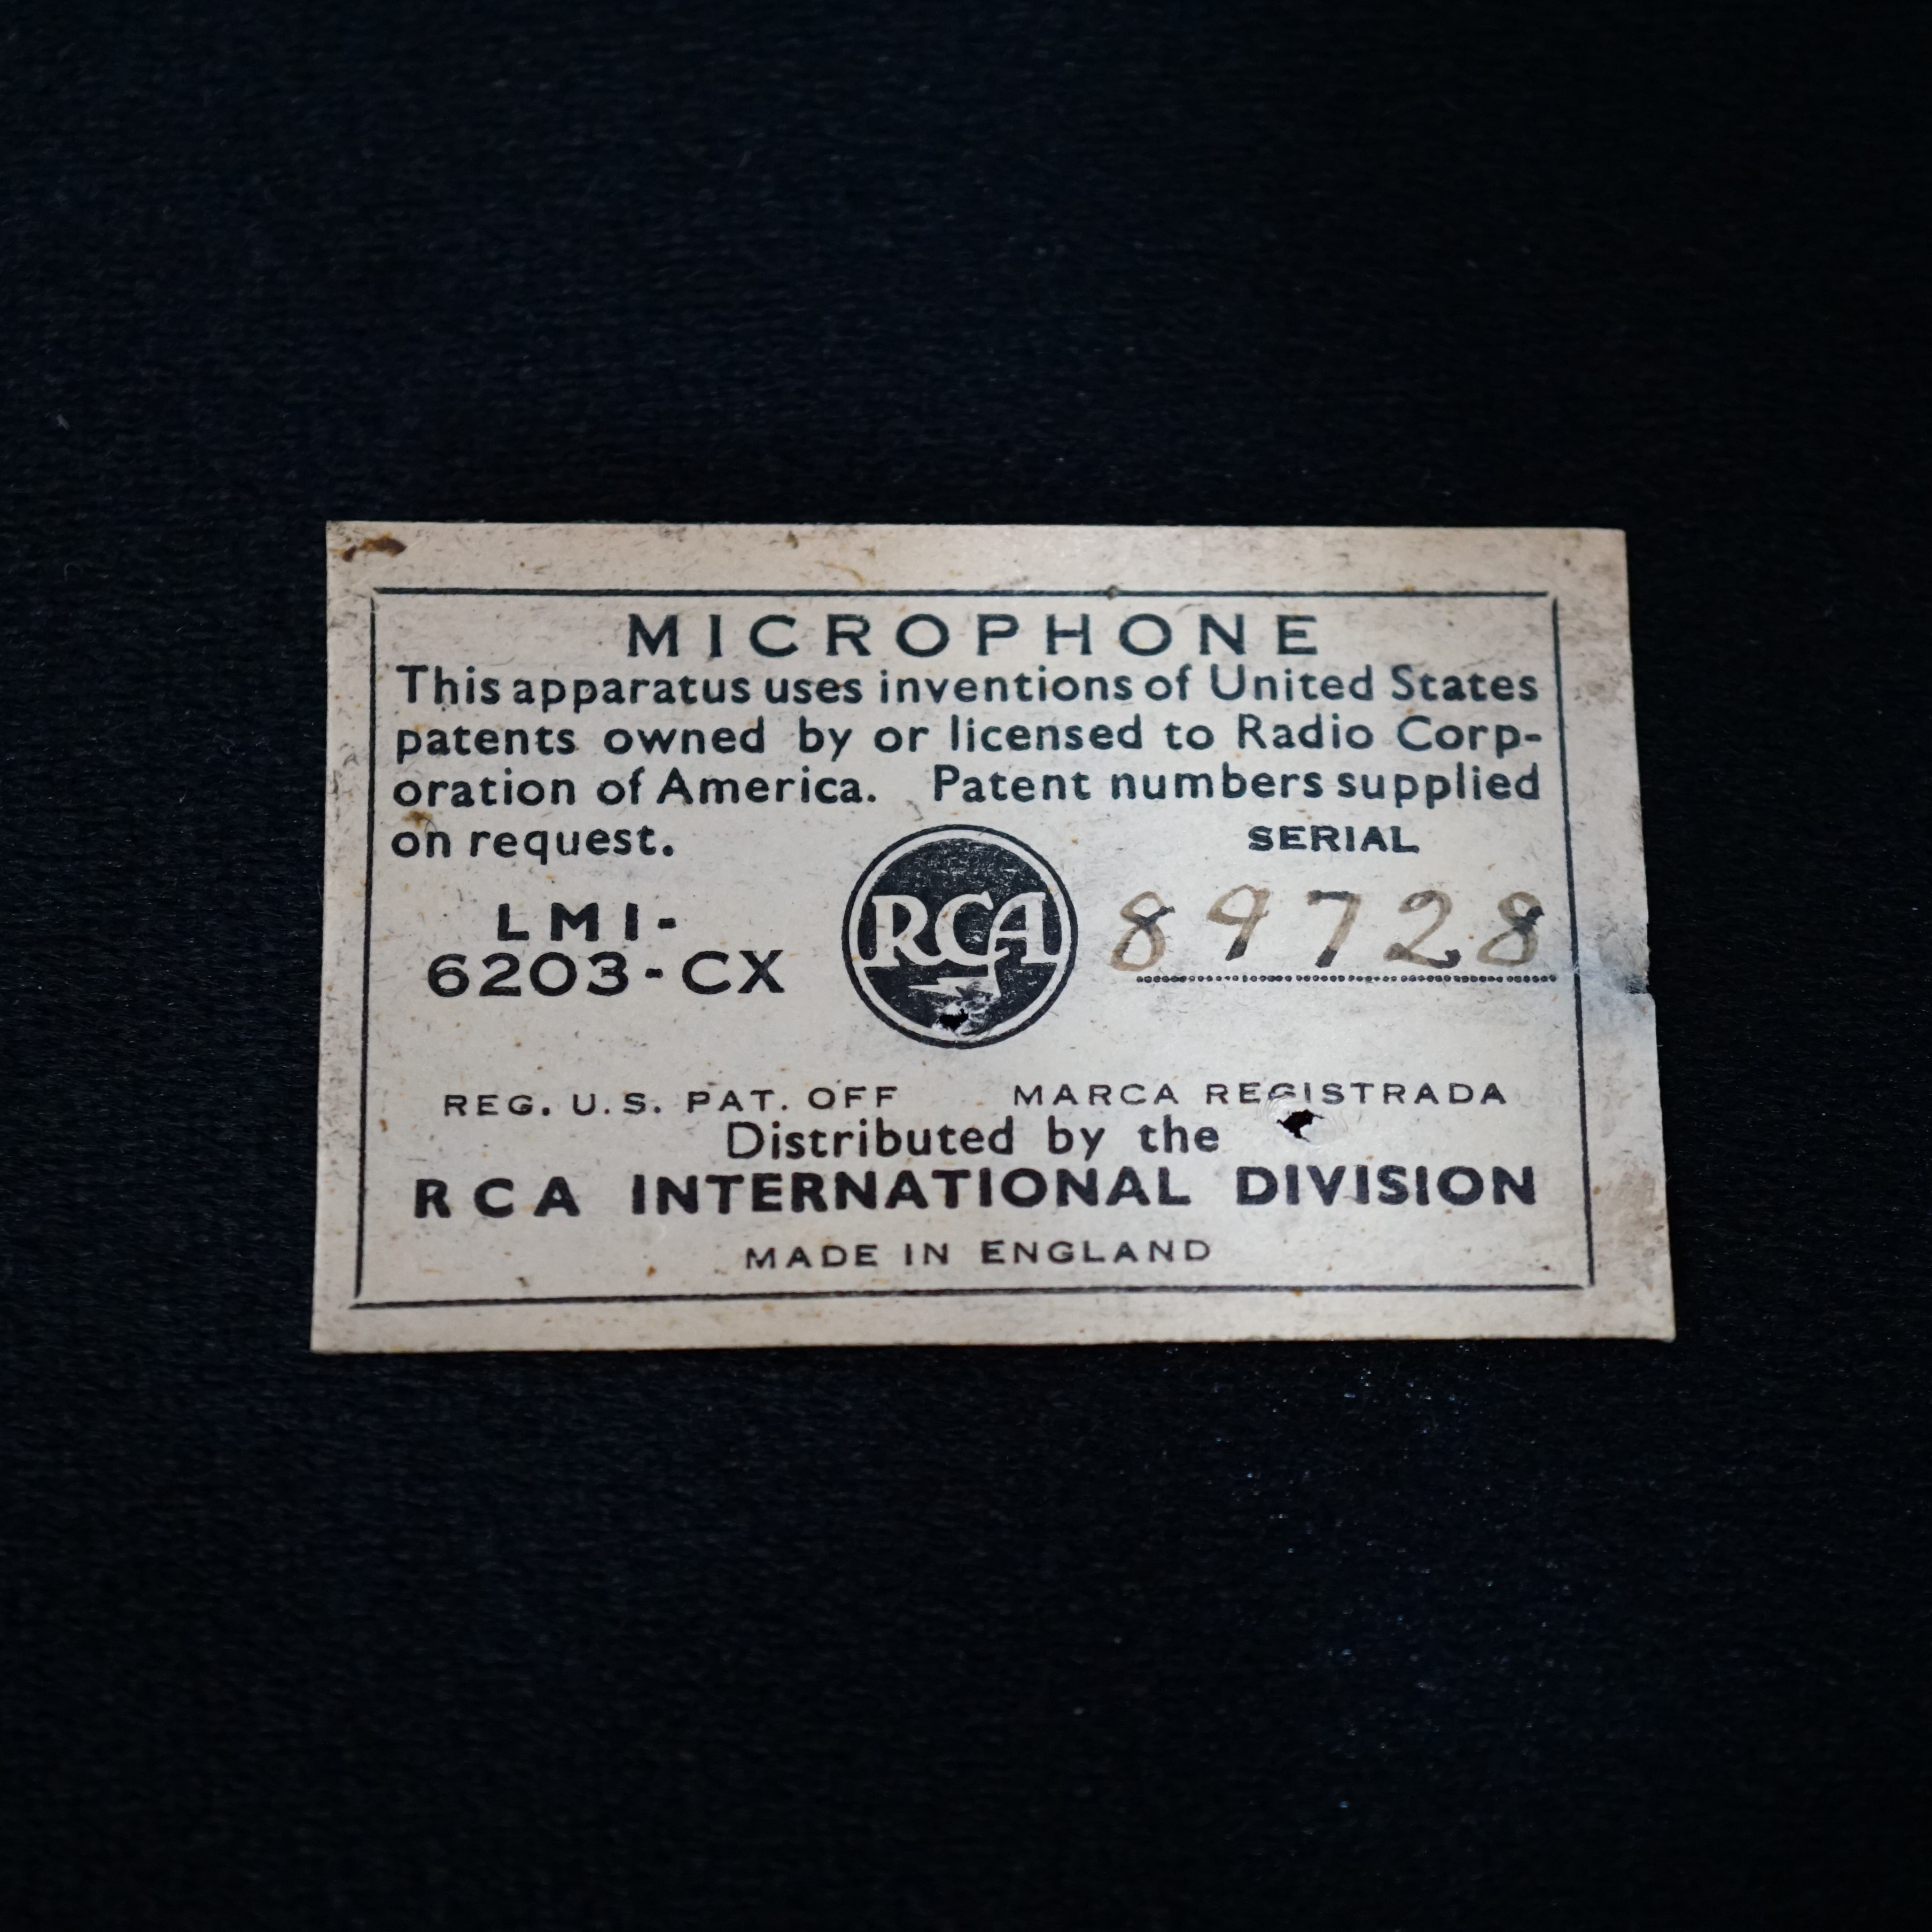 MICROPHONE
This apparatus uses inventions of United States
patents owned by or licensed to Radio Corp-
oration of America. Patent numbers supplied
on request.
SERIAL
LMI-
6203-CX
RCA
89728
REG. U.S. PAT. OFF MARCA REGISTRADA
Distributed by the
RCA INTERNATIONAL DIVISION
MADE IN ENGLAND